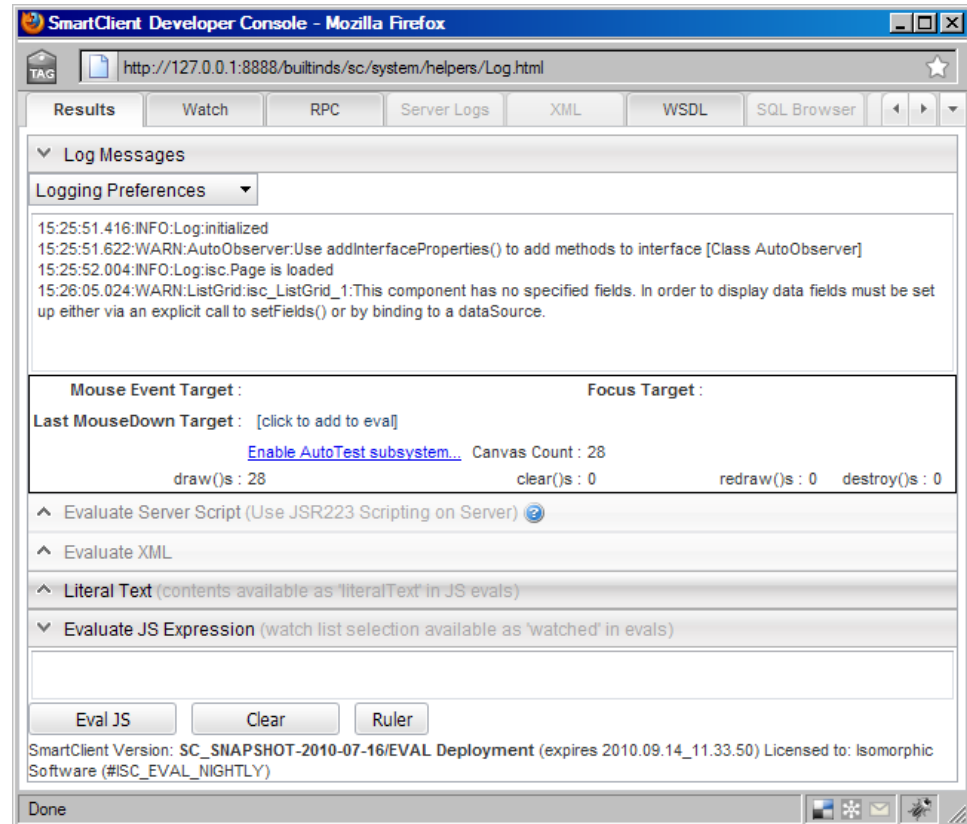 SmartClient Developer Console - Mozilla Firefox
TAG http://127.0.0.1:8888/builtinds/sc/system/helpers/Log.html
Results Watch RPC Server Logs XML WSDL SQL Browser
Log Messages
Logging Preferences
15:25:51.416:INFO:Log:initialized
15:25:51.622:WARN:AutoObserver:Use addInterfaceProperties() to add methods to interface [Class AutoObserver]
15:25:52.004:INFO:Log:isc.Page is loaded
15:26:05.024:WARN:ListGrid:isc_ListGrid_1:This component has no specified fields. In order to display data fields must be set
up either via an explicit call to setFields() or by binding to a dataSource.
Mouse Event Target : Focus Target :
Last MouseDown Target : [click to add to eval]
Enable AutoTest subsystem... Canvas Count : 28
draw()s : 28 clear()s : 0 redraw()s : 0 destroy()s : 0
Evaluate Server Script (Use JSR223 Scripting on Server) ?
Evaluate XML
Literal Text (contents available as 'literalText' in JS evals)
Evaluate JS Expression (watch list selection available as 'watched' in evals)
Eval JS Clear Ruler
SmartClient Version: SC_SNAPSHOT-2010-07-16/EVAL Deployment (expires 2010.09.14_11.33.50) Licensed to: Isomorphic
Software (#ISC_EVAL_NIGHTLY)
Done